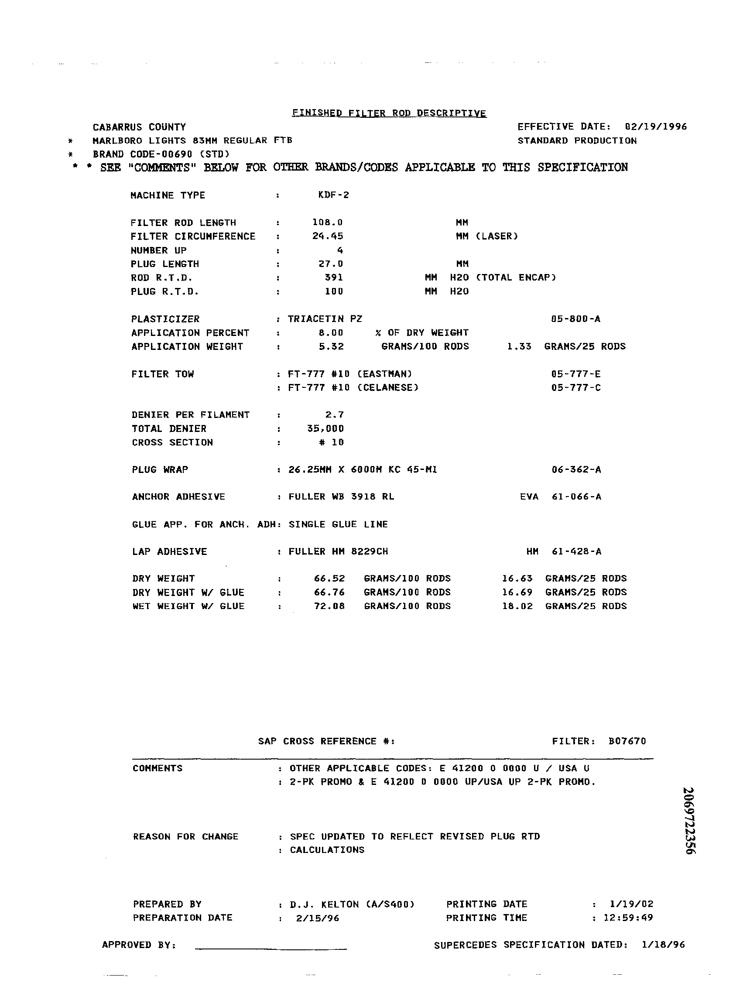 FINISHED FILTER ROD DESCRIPTIVE
CABARRUS COUNTY EFFECTIVE DATE: 02/19/1996
* MARLBORO LIGHTS 83MM REGULAR FTB STANDARD PRODUCTION
* BRAND CODE-00690 (STD)
* * SEE "COMMENTS" BELOW FOR OTHER BRANDS/CODES APPLICABLE TO THIS SPECIFICATION
MACHINE TYPE : KDF-2
FILTER ROD LENGTH : 108.0 MM
FILTER CIRCUMFERENCE : 24.45 MM (LASER)
NUMBER UP : 4
PLUG LENGTH : 27.0 MM
ROD R.T.D. : 391 MM H2O (TOTAL ENCAP)
PLUG R.T.D. : 100 MM H2O
PLASTICIZER : TRIACETIN PZ 05-800-A
APPLICATION PERCENT : 8.00 % OF DRY WEIGHT
APPLICATION WEIGHT : 5.32 GRAMS/100 RODS 1.33 GRAMS/25 RODS
FILTER TOW : FT-777 #10 (EASTMAN) 05-777-E
: FT-777 #10 (CELANESE) 05-777-C
DENIER PER FILAMENT : 2.7
TOTAL DENIER : 35,000
CROSS SECTION : # 10
PLUG WRAP : 26.25MM X 6000M KC 45-M1 06-362-A
ANCHOR ADHESIVE : FULLER WB 3918 RL EVA 61-066-A
GLUE APP. FOR ANCH. ADH: SINGLE GLUE LINE
LAP ADHESIVE : FULLER HM 8229CH HM 61-428-A
DRY WEIGHT : 66.52 GRAMS/100 RODS 16.63 GRAMS/25 RODS
DRY WEIGHT W/ GLUE : 66.76 GRAMS/100 RODS 16.69 GRAMS/25 RODS
WET WEIGHT W/ GLUE : 72.08 GRAMS/100 RODS 18.02 GRAMS/25 RODS
SAP CROSS REFERENCE #: FILTER: B07670
COMMENTS : OTHER APPLICABLE CODES: E 41200 0 0000 U / USA U
: 2-PK PROMO & E 41200 0 0000 UP/USA UP 2-PK PROMO.
2069722356
REASON FOR CHANGE : SPEC UPDATED TO REFLECT REVISED PLUG RTD
: CALCULATIONS
PREPARED BY : D.J. KELTON (A/S400) PRINTING DATE : 1/19/02
PREPARATION DATE : 2/15/96 PRINTING TIME : 12:59:49
APPROVED BY: SUPERCEDES SPECIFICATION DATED: 1/18/96